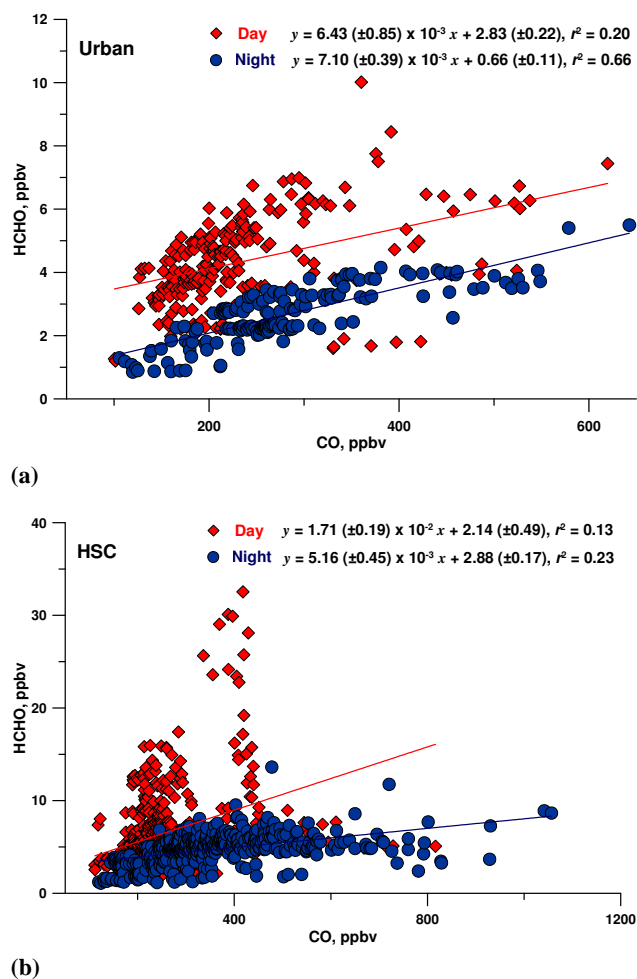 Urban
Day y = 6.43 (±0.85) x 10⁻³ x + 2.83 (±0.22), r² = 0.20
Night y = 7.10 (±0.39) x 10⁻³ x + 0.66 (±0.11), r² = 0.66
12
10
8
6
4
2
0
HCHO, ppbv
200
400
600
CO, ppbv
(a)
HSC
Day y = 1.71 (±0.19) x 10⁻² x + 2.14 (±0.49), r² = 0.13
Night y = 5.16 (±0.45) x 10⁻³ x + 2.88 (±0.17), r² = 0.23
40
30
20
10
0
HCHO, ppbv
400
800
1200
CO, ppbv
(b)